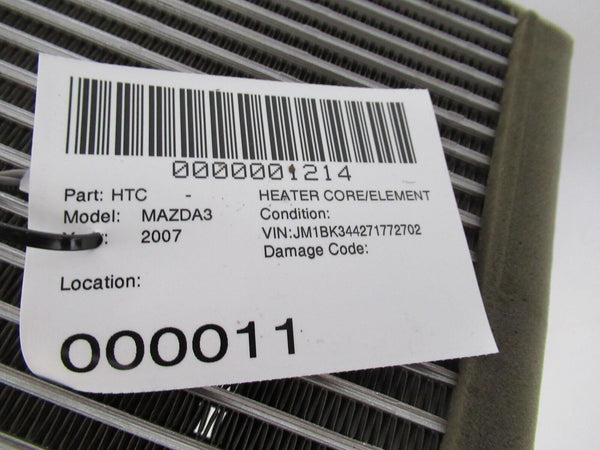 0000001214
Part: HTC - HEATER CORE/ELEMENT
Model: MAZDA3 Condition:
2007 VIN:JM1BK344271772702
Damage Code:
Location:
000011